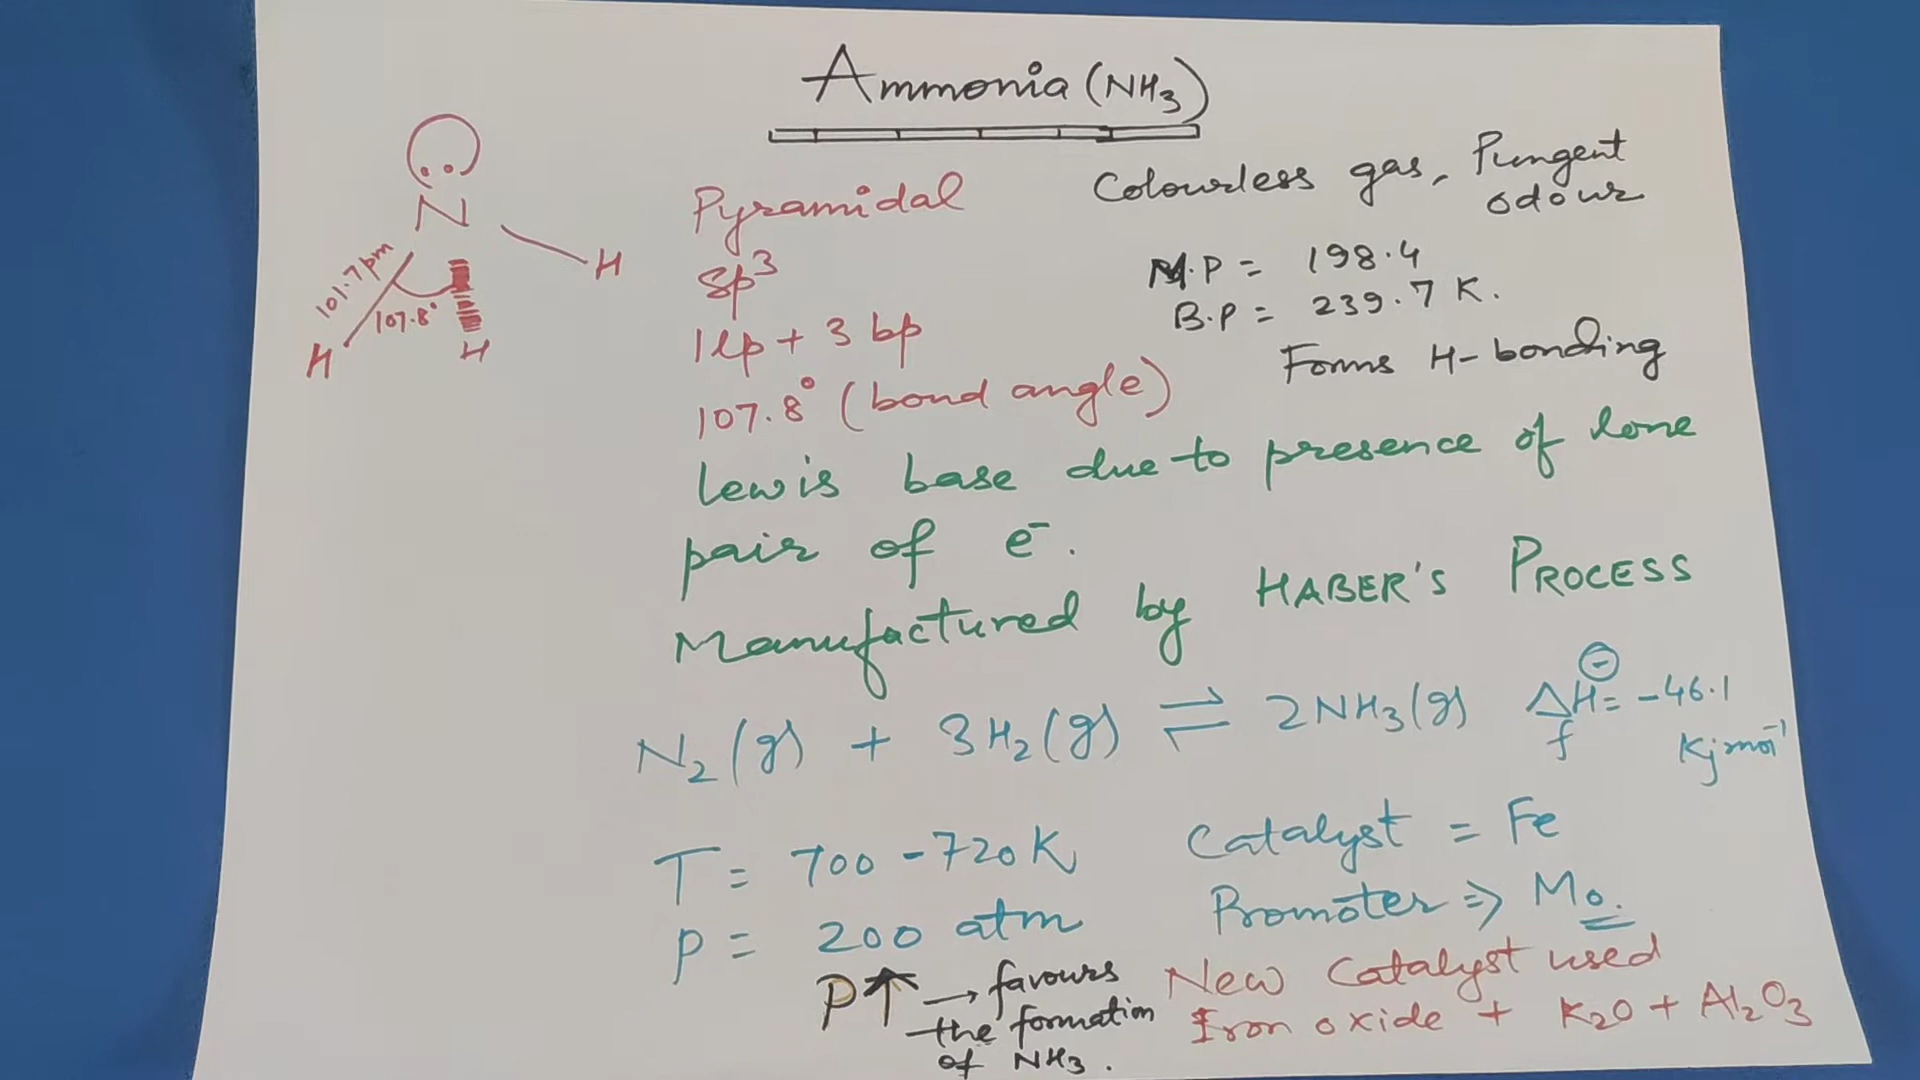 Ammonia (NH3)
N
H
101.7pm
107.8°
H
H
Pyramidal
sp3
1lp + 3 bp
107.8° (bond angle)
Colourless gas, Pungent
odour
M.P = 198.4
B.P = 239.7 K.
Forms H-bonding
Lewis base due to presence of lone
pair of e-.
Manufactured by HABER's PROCESS
N2(g) + 3H2(g) ⇌ 2NH3(g) ΔfH⊖ = -46.1
Kjmol-1
T = 700 - 720K
P = 200 atm
Catalyst = Fe
Promoter ⇒ Mo.
P↑ → favours
the formation
of NH3.
New Catalyst used
Iron oxide + K2O + Al2O3